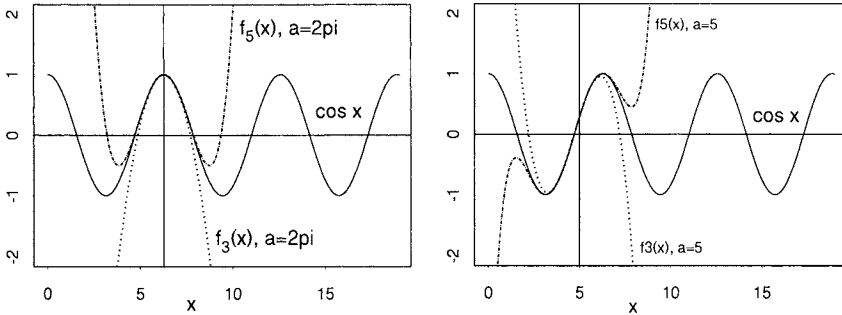 2
f₅(x), a=2pi
1
cos x
0
-1
f₃(x), a=2pi
-2
0
5
10
15
x
2
f5(x), a=5
1
cos x
0
-1
f3(x), a=5
-2
0
5
10
15
x